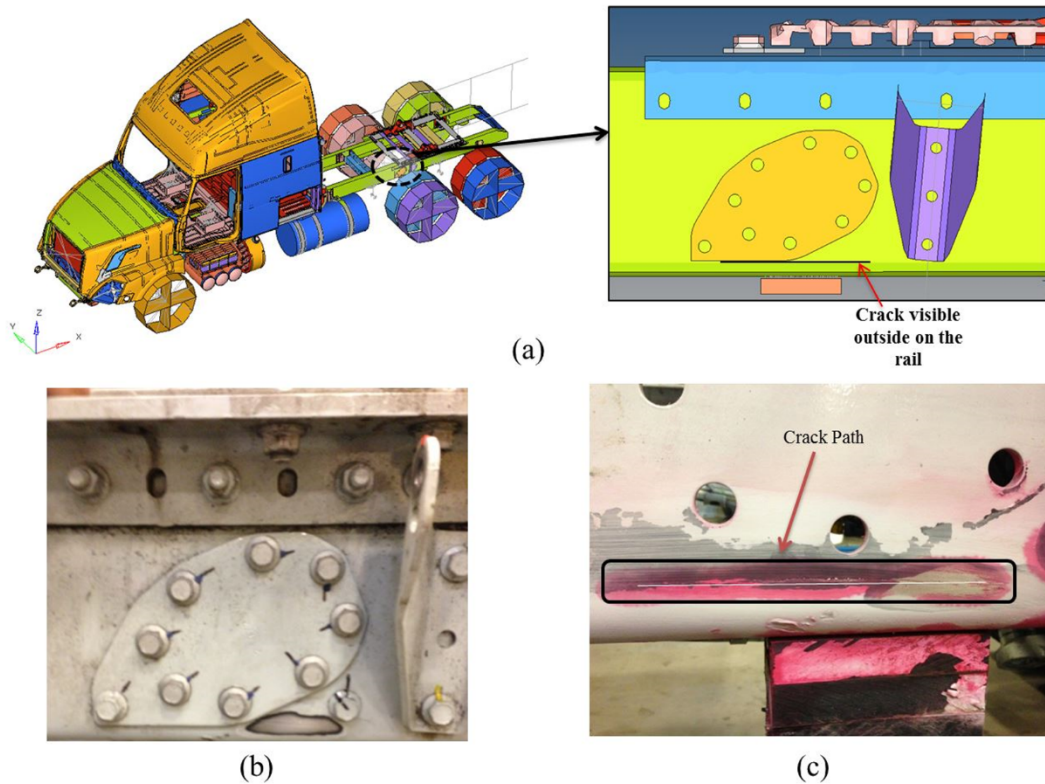 Z
Y
X
Crack visible
outside on the
rail
(a)
Crack Path
(b)
(c)